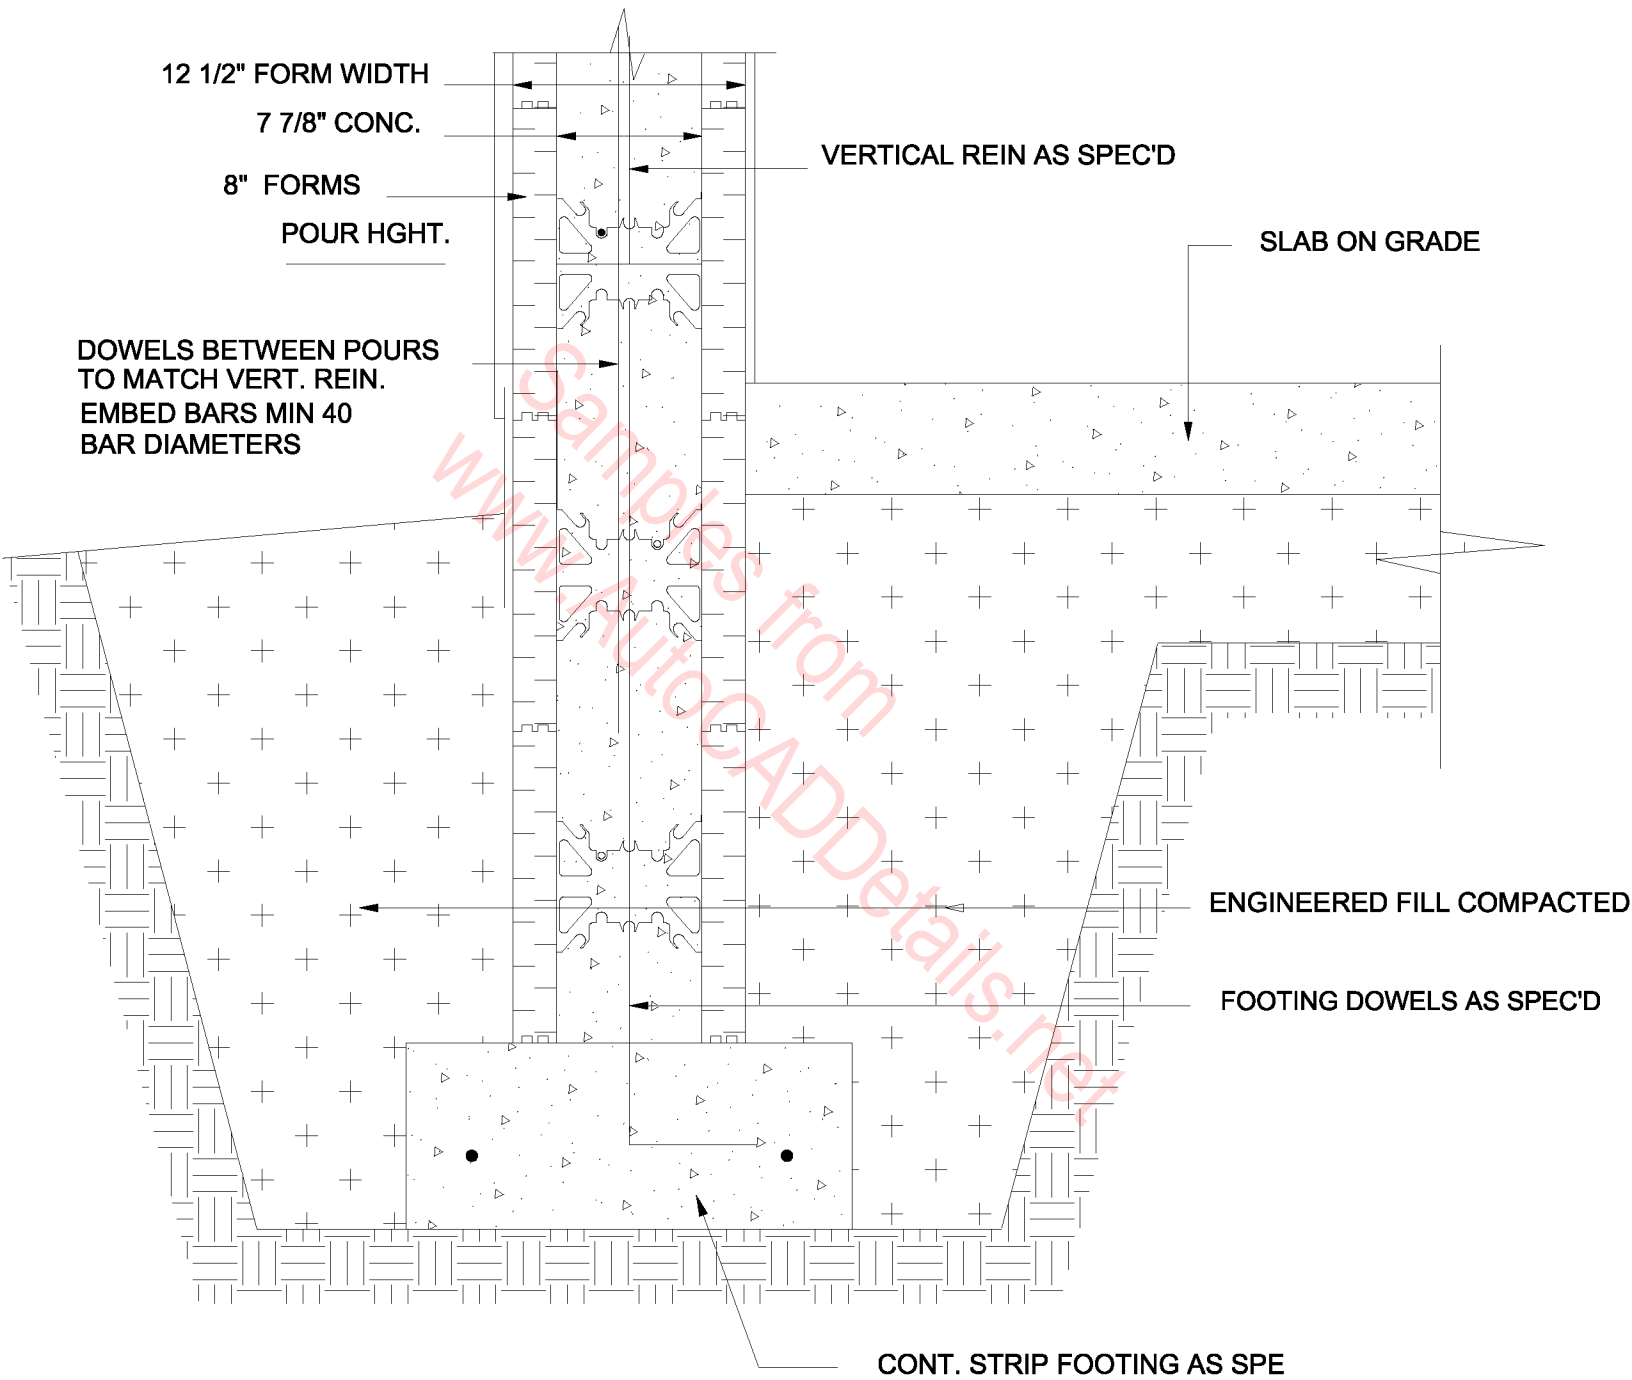 12 1/2" FORM WIDTH
7 7/8" CONC.
8" FORMS
POUR HGHT.
VERTICAL REIN AS SPEC'D
SLAB ON GRADE
DOWELS BETWEEN POURS
TO MATCH VERT. REIN.
EMBED BARS MIN 40
BAR DIAMETERS
Samples from
www.AutoCADDetails.net
ENGINEERED FILL COMPACTED
FOOTING DOWELS AS SPEC'D
CONT. STRIP FOOTING AS SPE